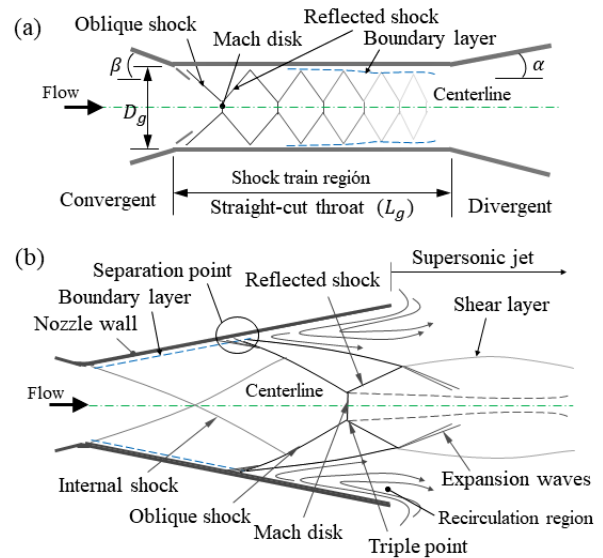 (a)
Oblique shock
Reflected shock
Mach disk
Boundary layer
β
α
Flow
D_g
Centerline
Shock train región
Straight-cut throat (L_g)
Convergent
Divergent
(b)
Separation point
Reflected shock
Supersonic jet
Boundary layer
Nozzle wall
Shear layer
Flow
Centerline
Internal shock
Oblique shock
Mach disk
Triple point
Expansion waves
Recirculation region